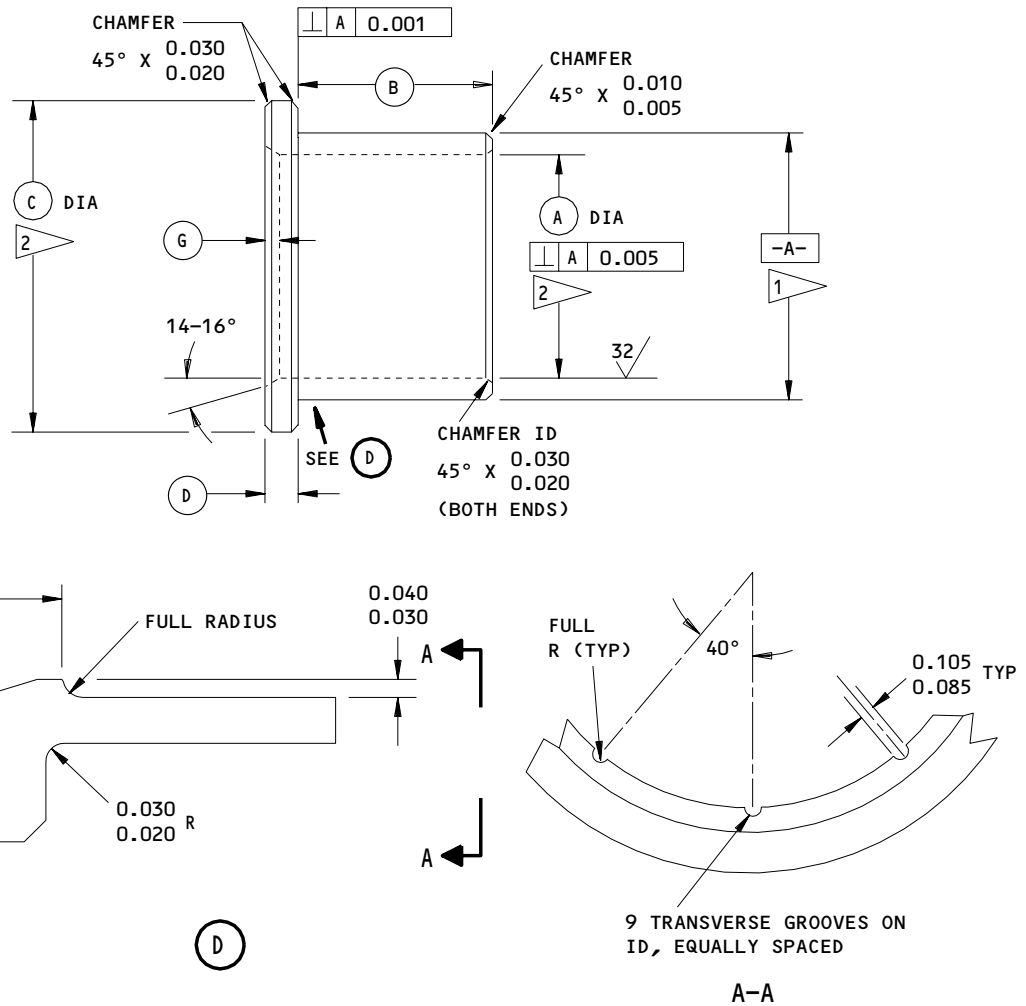 CHAMFER
45° X 0.030
0.020
⊥ A 0.001
B
CHAMFER
45° X 0.010
0.005
C DIA
2
G
A DIA
⊥ A 0.005
2
-A-
1
14-16°
32
SEE D
D
CHAMFER ID
45° X 0.030
0.020
(BOTH ENDS)
FULL RADIUS
0.040
0.030
A
A
0.030
0.020 R
D
FULL
R (TYP)
40°
0.105
0.085 TYP
9 TRANSVERSE GROOVES ON
ID, EQUALLY SPACED
A-A